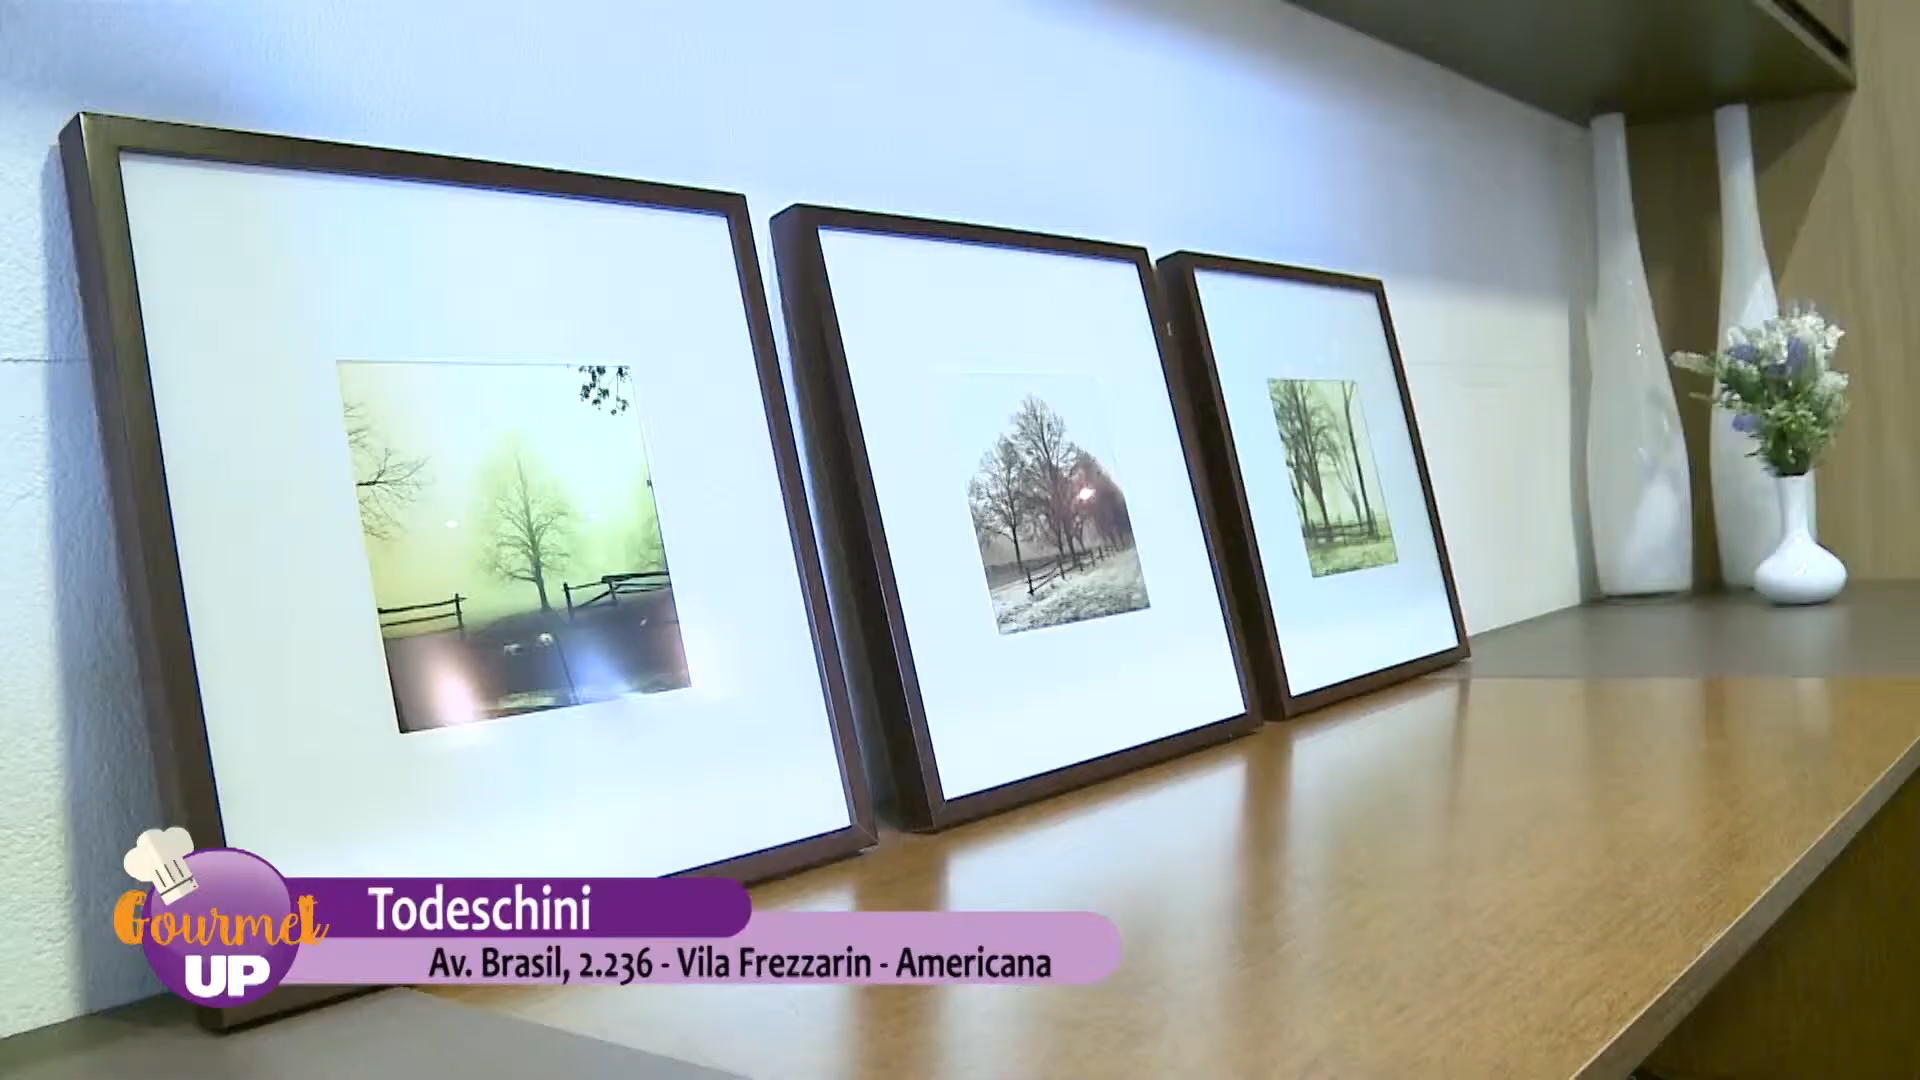 Gourmet
UP
Todeschini
Av. Brasil, 2.236 - Vila Frezzarin - Americana